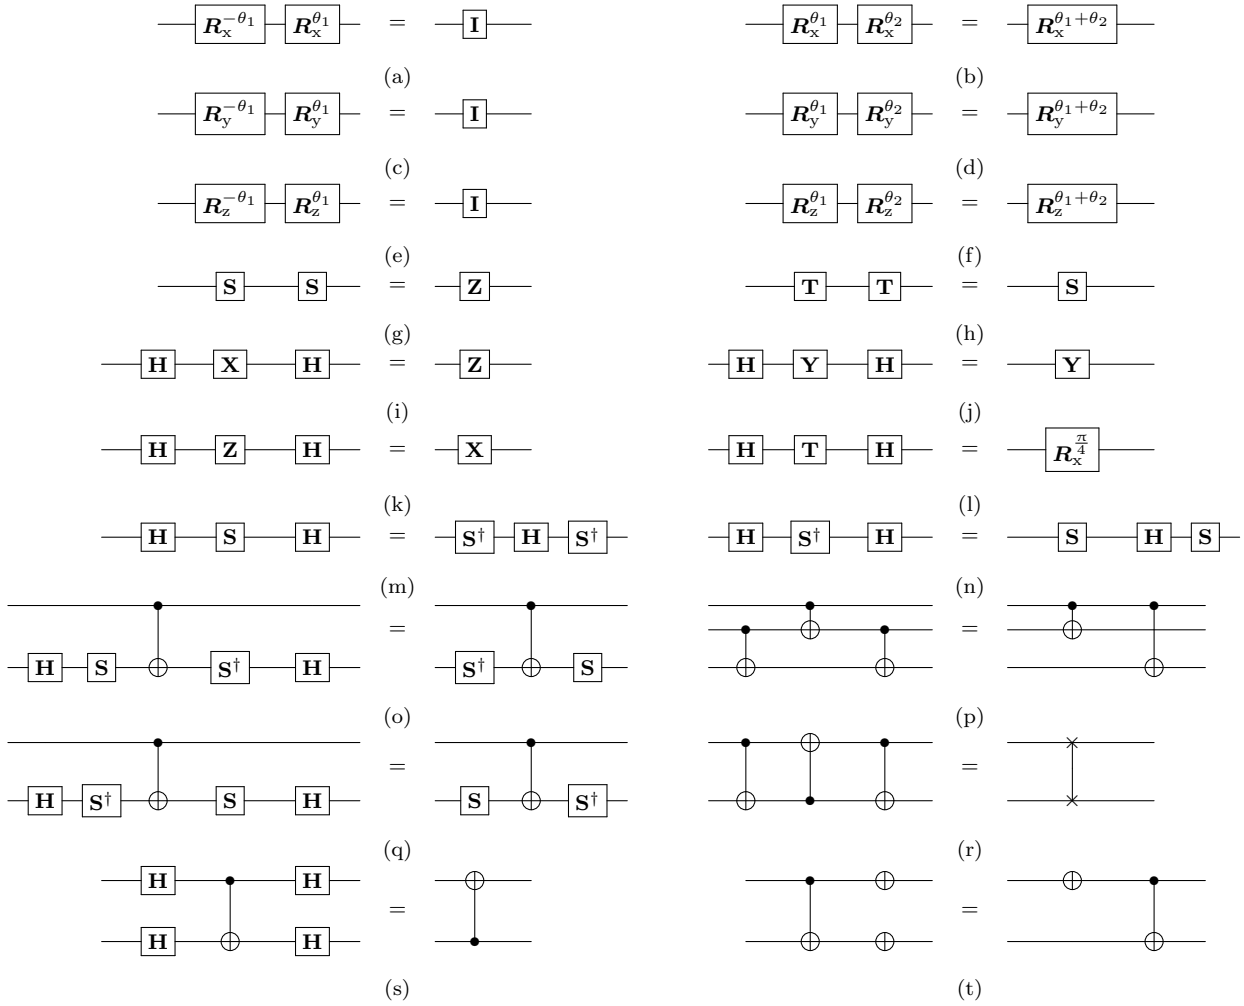 R_x^{-θ_1} R_x^{θ_1} = I
R_x^{θ_1} R_x^{θ_2} = R_x^{θ_1+θ_2}
(a)
(b)
R_y^{-θ_1} R_y^{θ_1} = I
R_y^{θ_1} R_y^{θ_2} = R_y^{θ_1+θ_2}
(c)
(d)
R_z^{-θ_1} R_z^{θ_1} = I
R_z^{θ_1} R_z^{θ_2} = R_z^{θ_1+θ_2}
(e)
(f)
S S = Z
T T = S
(g)
(h)
H X H = Z
H Y H = Y
(i)
(j)
H Z H = X
H T H = R_x^{\frac{π}{4}}
(k)
(l)
H S H = S† H S†
H S† H = S H S
(m)
(n)
=
=
H S S† H S† S
(o)
(p)
=
=
H S† S H S S†
(q)
(r)
H H
=
=
H H
(s)
(t)